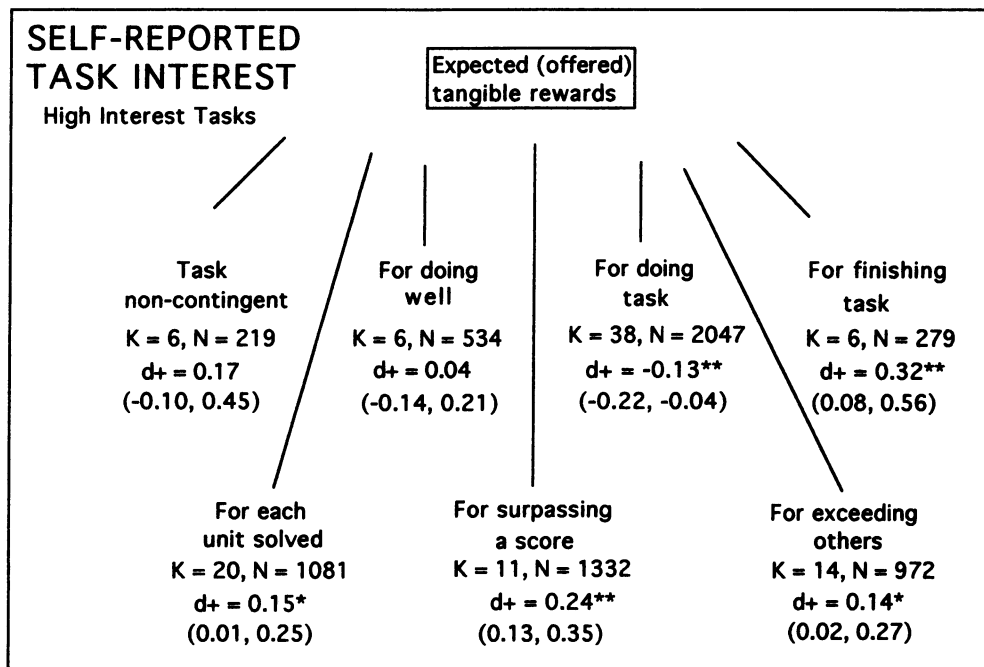 SELF-REPORTED
TASK INTEREST
High Interest Tasks
Expected (offered)
tangible rewards
Task
non-contingent
K = 6, N = 219
d+ = 0.17
(-0.10, 0.45)
For doing
well
K = 6, N = 534
d+ = 0.04
(-0.14, 0.21)
For doing
task
K = 38, N = 2047
d+ = -0.13**
(-0.22, -0.04)
For finishing
task
K = 6, N = 279
d+ = 0.32**
(0.08, 0.56)
For each
unit solved
K = 20, N = 1081
d+ = 0.15*
(0.01, 0.25)
For surpassing
a score
K = 11, N = 1332
d+ = 0.24**
(0.13, 0.35)
For exceeding
others
K = 14, N = 972
d+ = 0.14*
(0.02, 0.27)